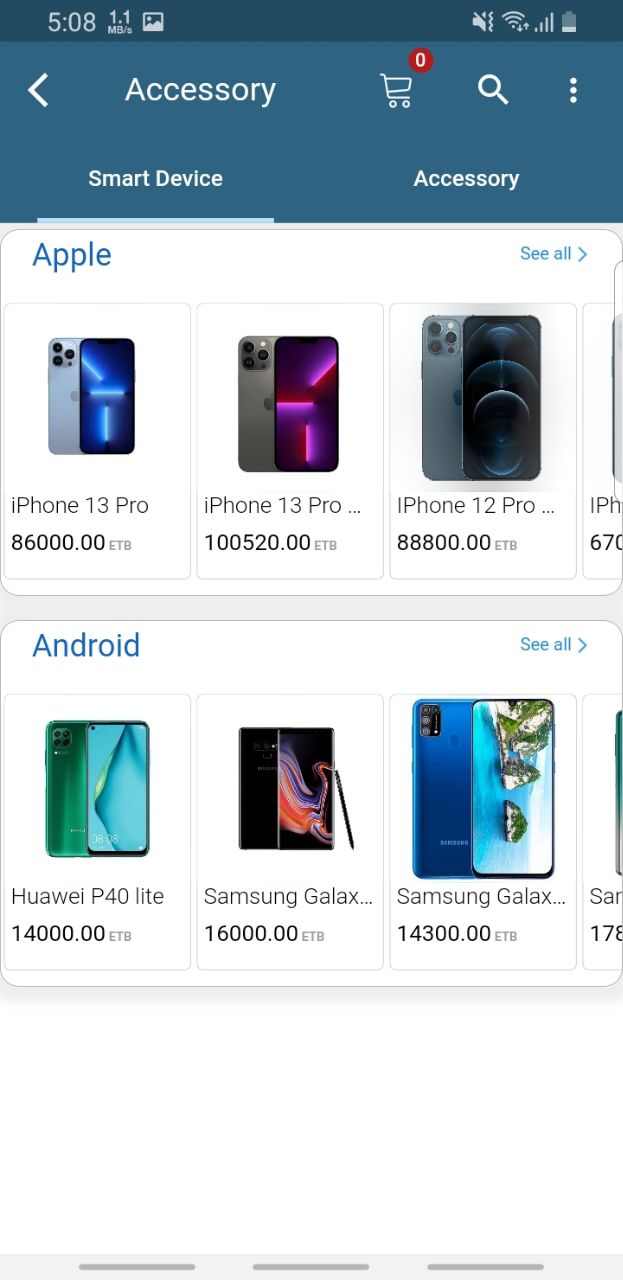 5:08 1.1 MB/s
Accessory 0
Smart Device Accessory
Apple See all
iPhone 13 Pro iPhone 13 Pro ... IPhone 12 Pro ... IPh
86000.00 ETB 100520.00 ETB 88800.00 ETB 670
Android See all
SAMSUNG
08:08
SAMSUNG
Huawei P40 lite Samsung Galax... Samsung Galax... Sar
14000.00 ETB 16000.00 ETB 14300.00 ETB 178